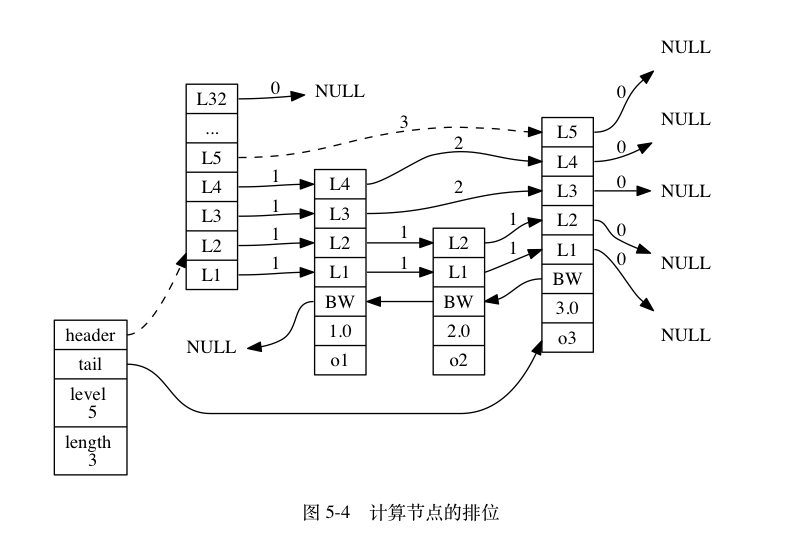 NULL
NULL
NULL
NULL
NULL
NULL
NULL
0
3
2
2
1
1
1
1
1
1
1
1
0
0
0
0
0
L32
...
L5
L4
L3
L2
L1
L4
L3
L2
L1
BW
1.0
o1
L2
L1
BW
2.0
o2
L5
L4
L3
L2
L1
BW
3.0
o3
header
tail
level
5
length
3
图 5-4 计算节点的排位